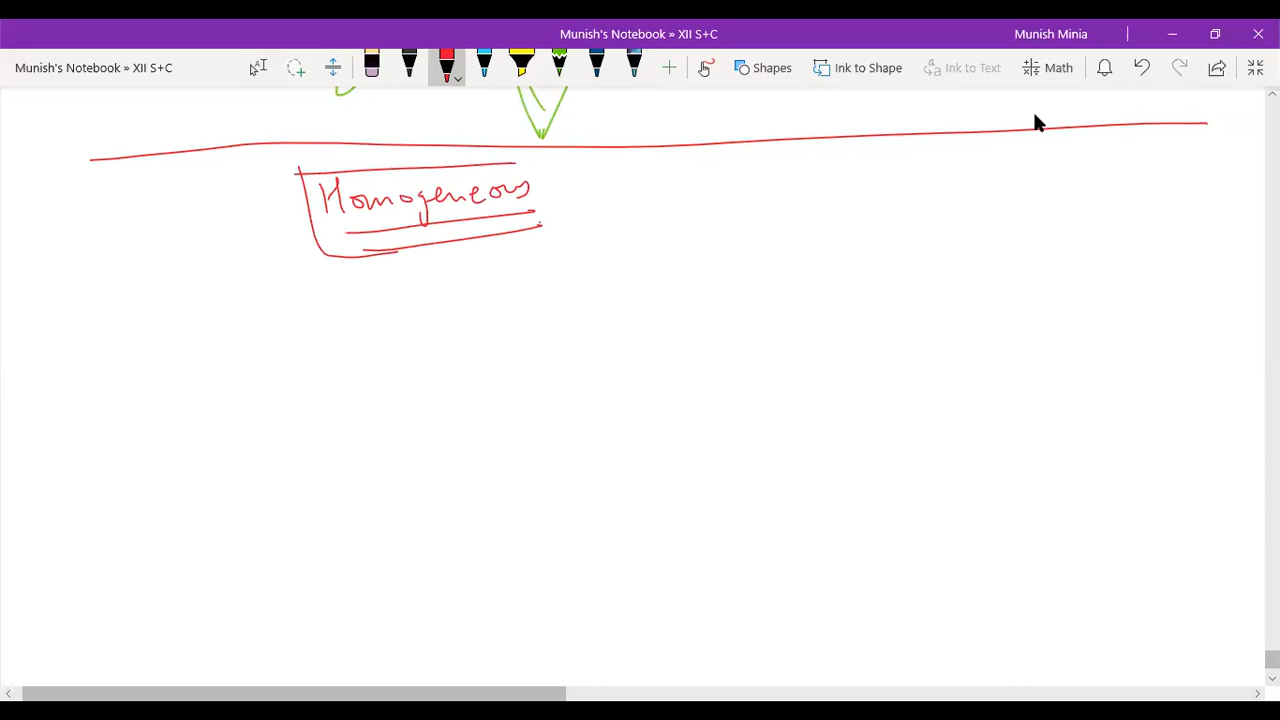 Munish's Notebook » XII S+C
Munish Minia
Munish's Notebook » XII S+C
Shapes
Ink to Shape
Ink to Text
Math
Homogeneous